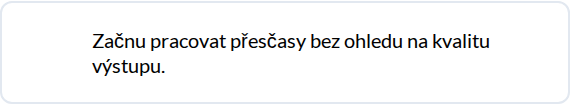 Začnu pracovat přesčasy bez ohledu na kvalitu
výstupu.